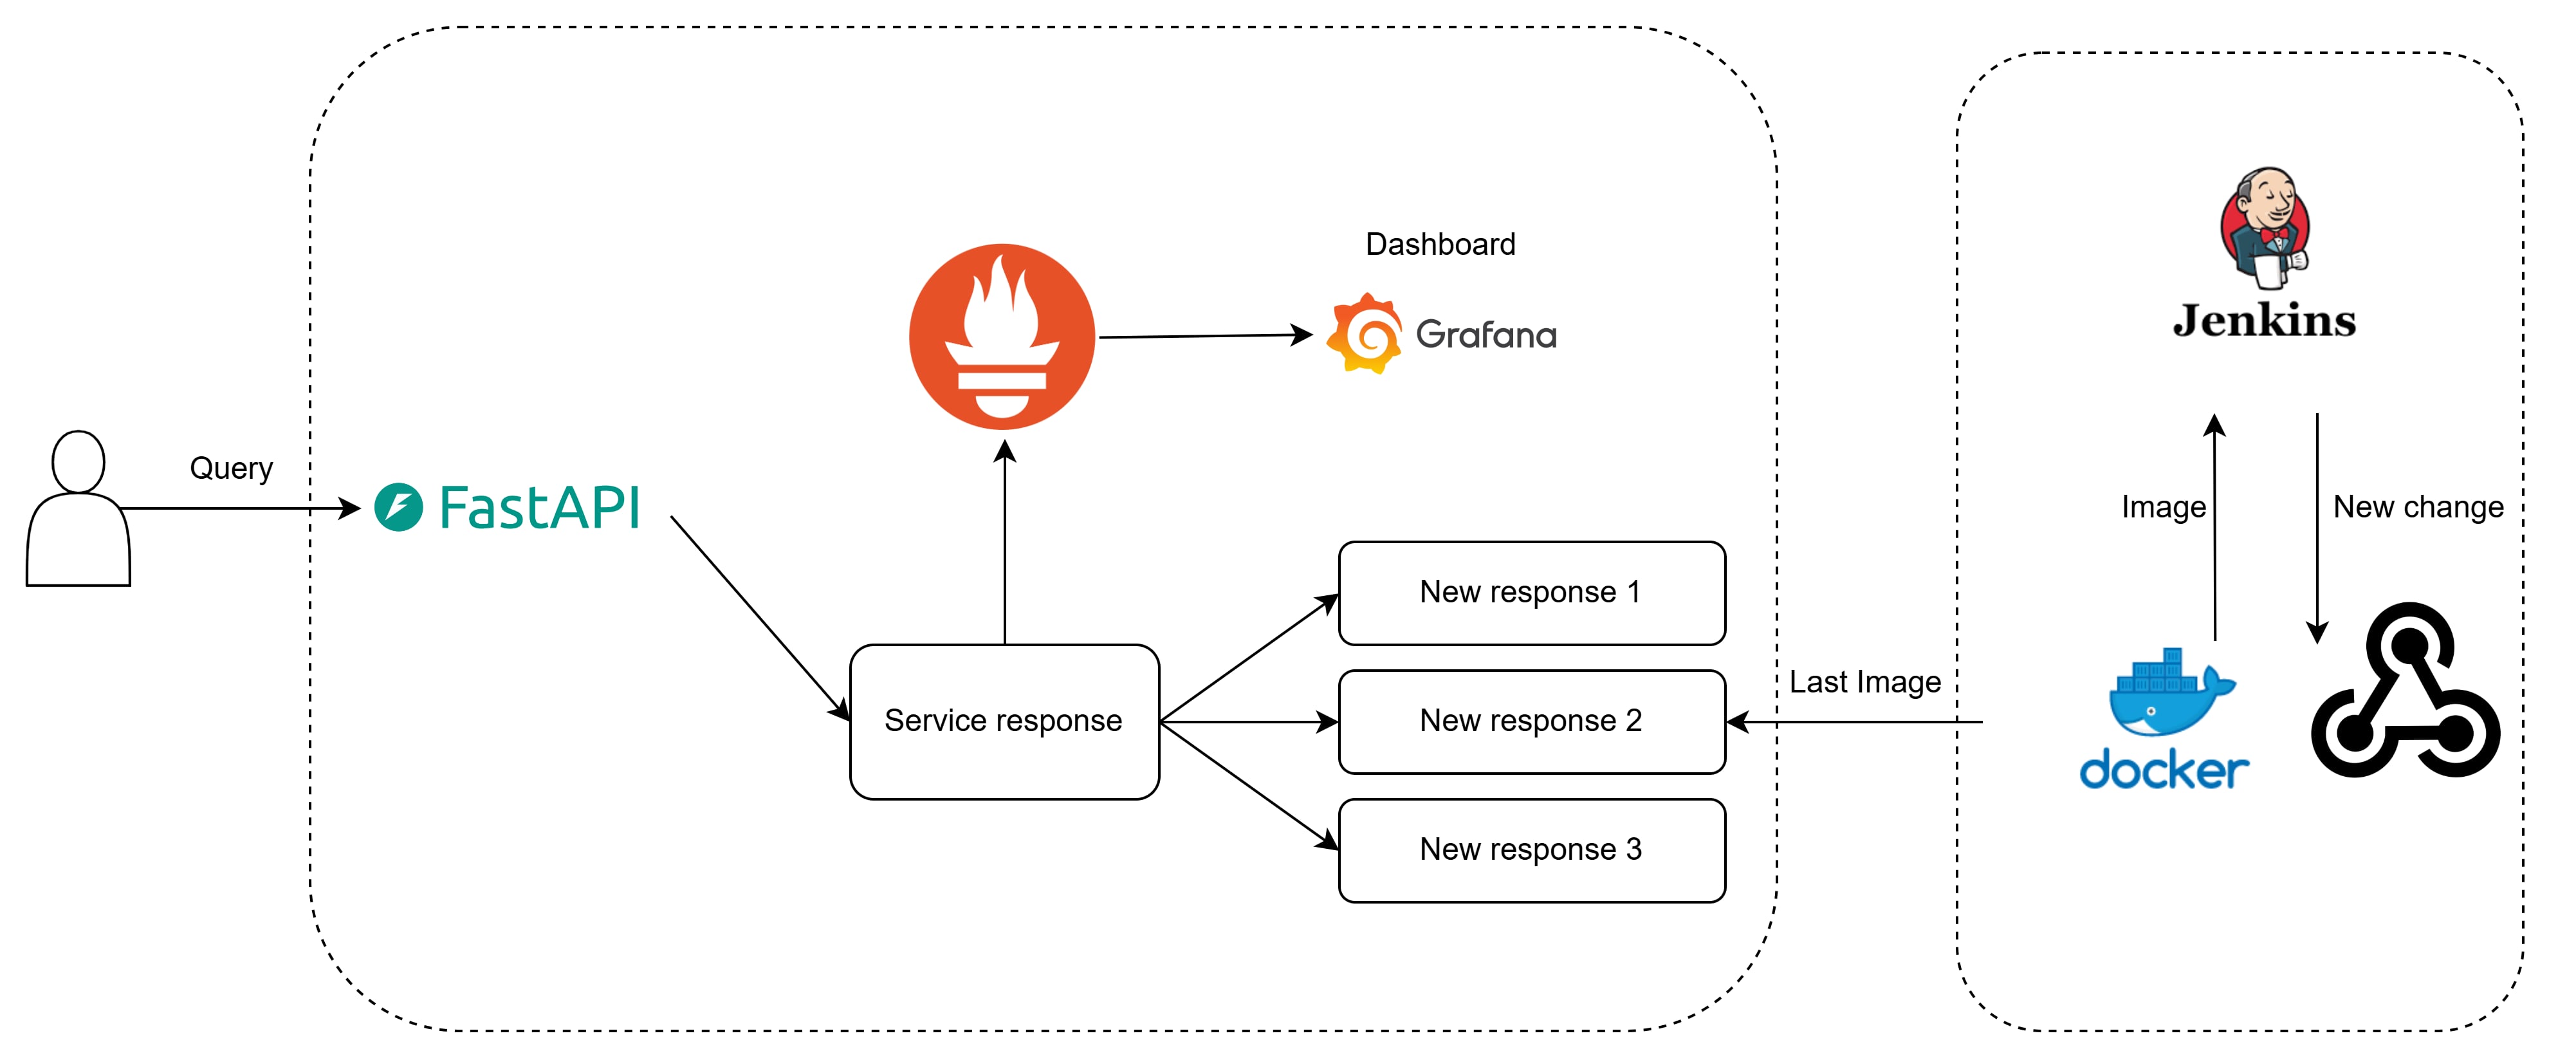 Query
FastAPI
Dashboard
Grafana
Service response
New response 1
New response 2
New response 3
Last Image
Jenkins
Image
New change
docker